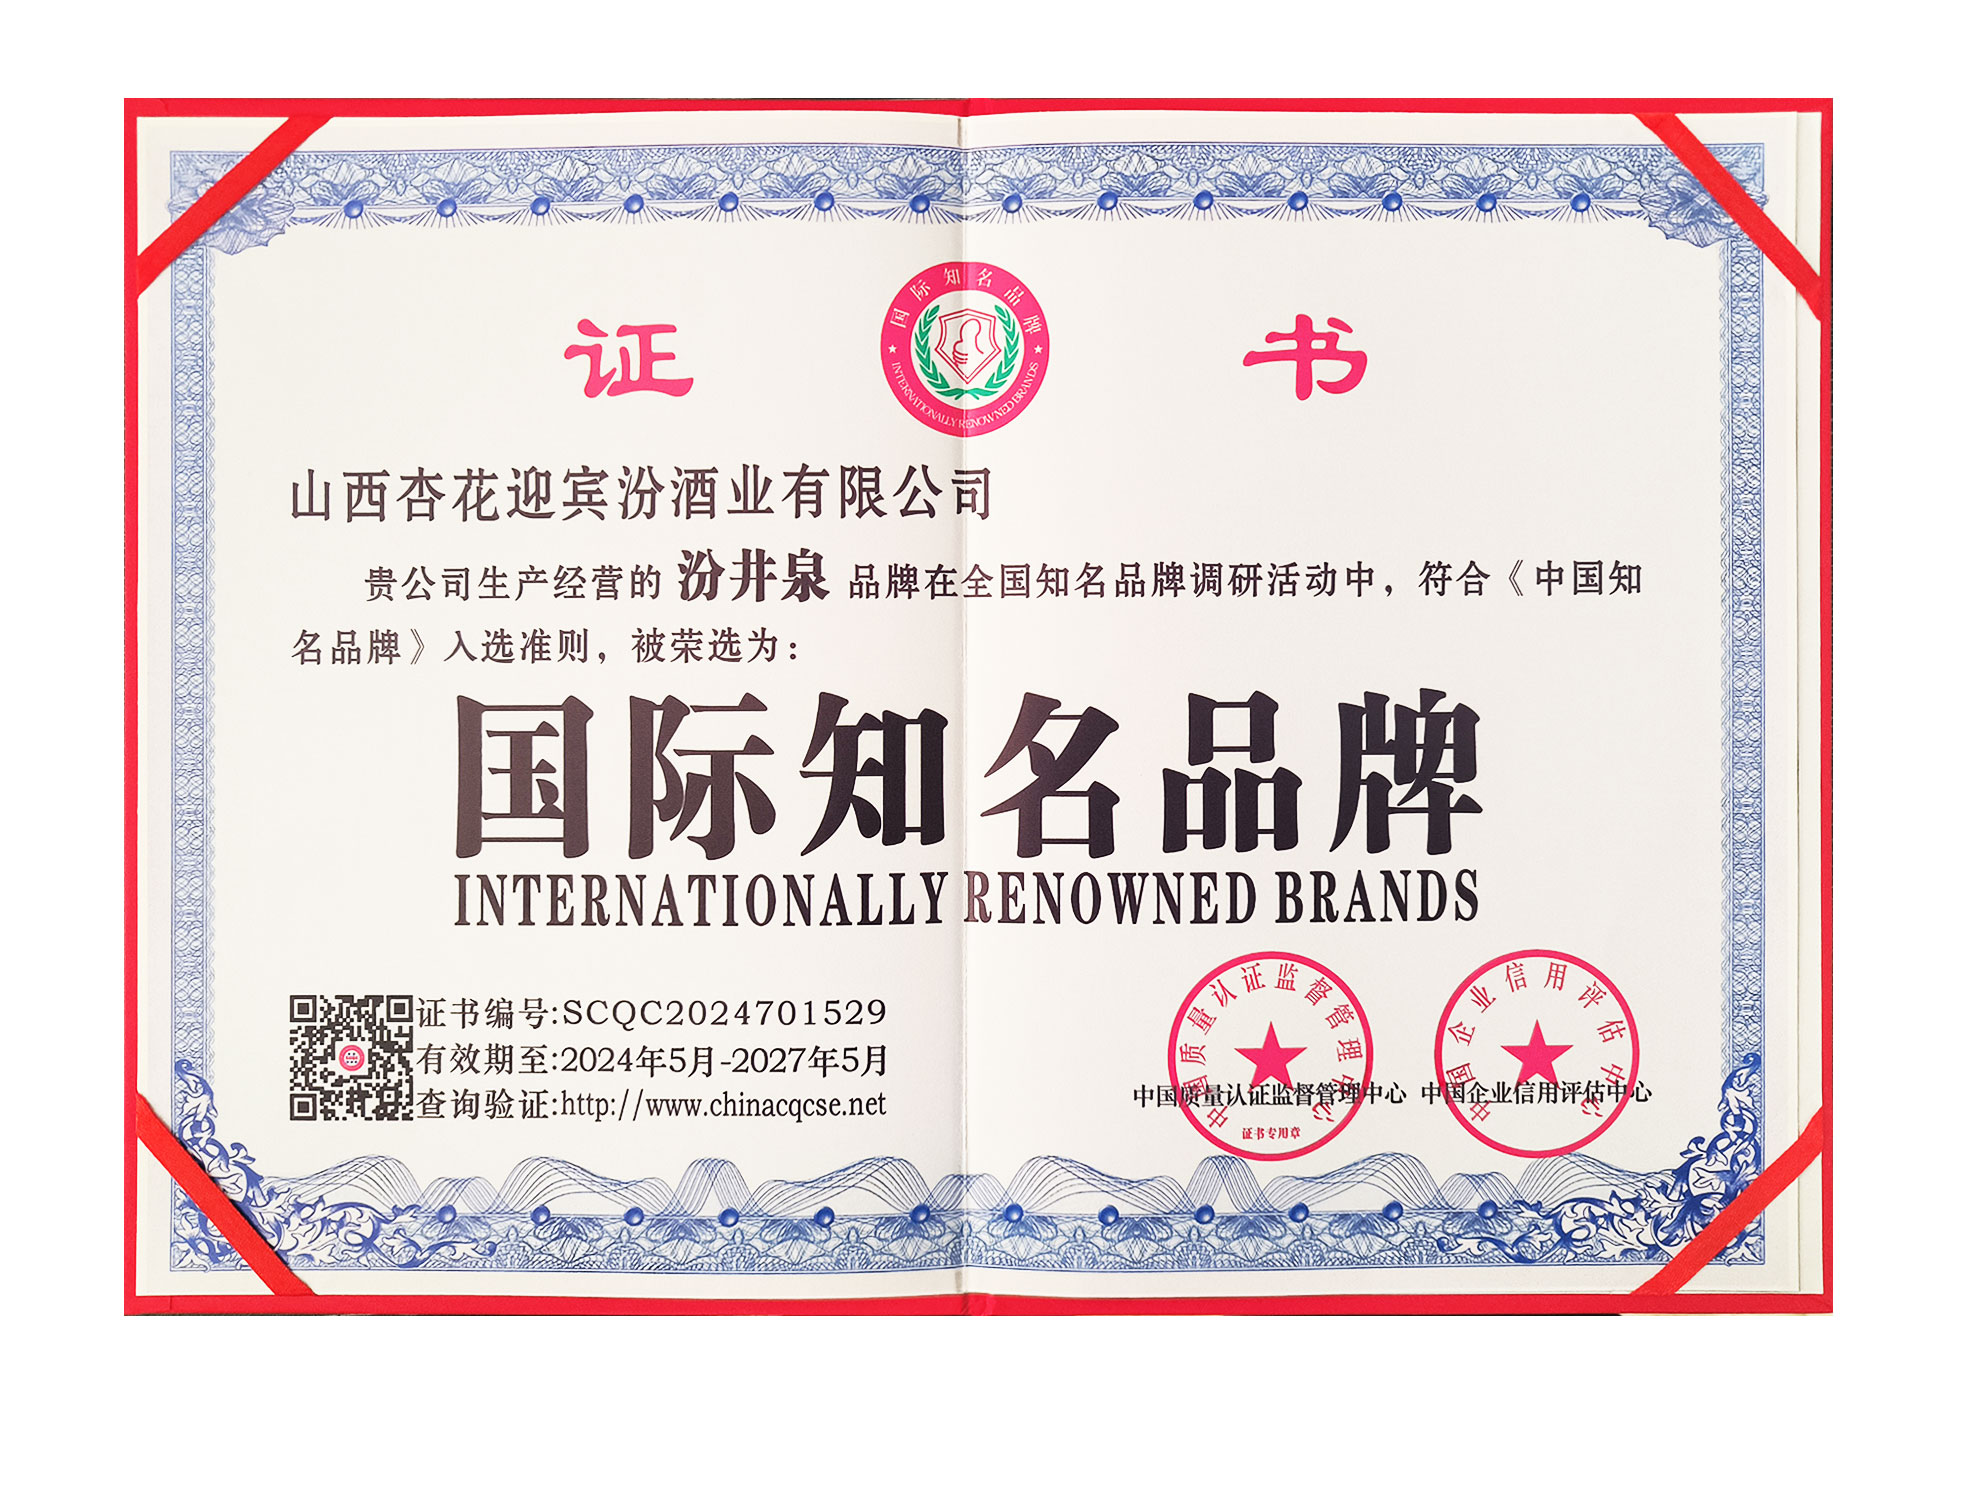 证 书
国际知名品牌
INTERNATIONALLY RENOWNED BRANDS
山西杏花迎宾汾酒业有限公司
贵公司生产经营的 汾井泉 品牌在全国知名品牌调研活动中，符合《中国知
名品牌》入选准则，被荣选为：
国际知名品牌
INTERNATIONALLY RENOWNED BRANDS
证书编号:SCQC2024701529
有效期至:2024年5月-2027年5月
查询验证:http://www.chinacqcse.net
中国质量认证监督管理中心
证书专用章
中国质量认证监督管理中心
中国企业信用评估中心
中国企业信用评估中心